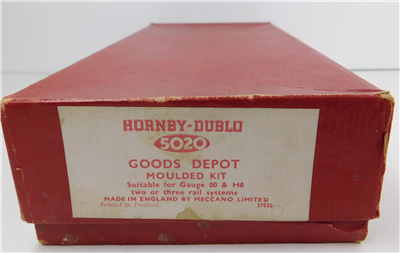 HORNBY-DUBLO
5020
GOODS DEPOT
MOULDED KIT
Suitable for Gauge 00 & H0
two or three rail systems
MADE IN ENGLAND BY MECCANO LIMITED
Printed in England